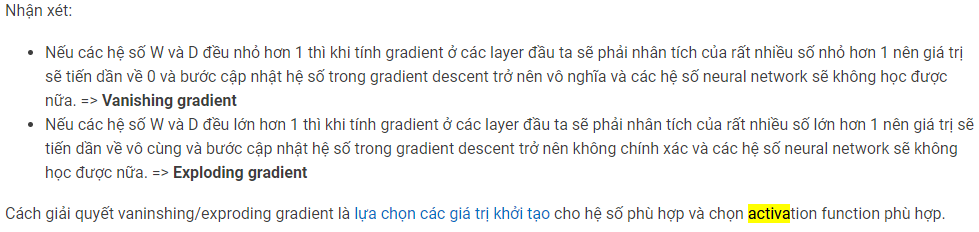 Nhận xét:
Nếu các hệ số W và D đều nhỏ hơn 1 thì khi tính gradient ở các layer đầu ta sẽ phải nhân tích của rất nhiều số nhỏ hơn 1 nên giá trị
sẽ tiến dần về 0 và bước cập nhật hệ số trong gradient descent trở nên vô nghĩa và các hệ số neural network sẽ không học được
nữa. => Vanishing gradient
Nếu các hệ số W và D đều lớn hơn 1 thì khi tính gradient ở các layer đầu ta sẽ phải nhân tích của rất nhiều số lớn hơn 1 nên giá trị sẽ
tiến dần về vô cùng và bước cập nhật hệ số trong gradient descent trở nên không chính xác và các hệ số neural network sẽ không
học được nữa. => Exploding gradient
Cách giải quyết vaninshing/exproding gradient là lựa chọn các giá trị khởi tạo cho hệ số phù hợp và chọn activation function phù hợp.